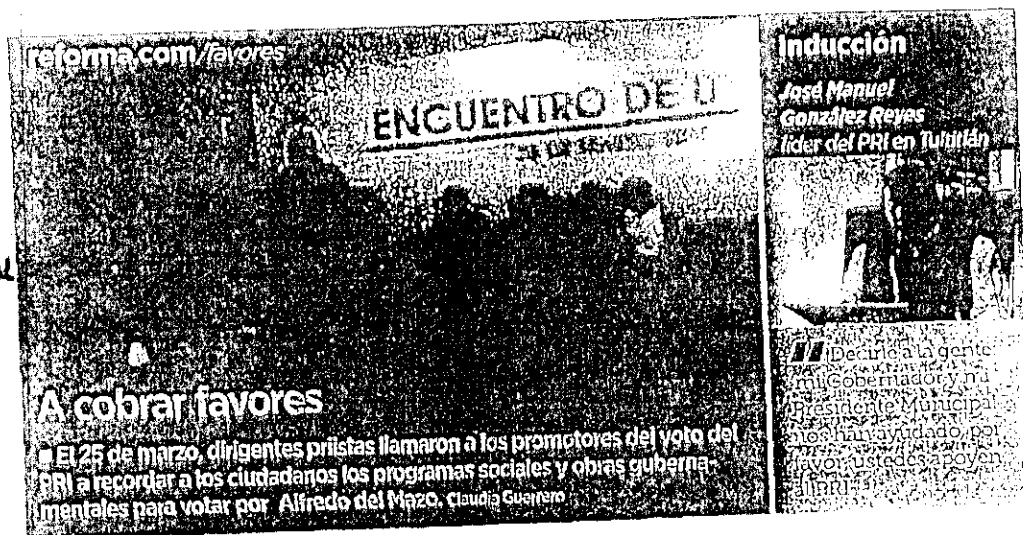 reforma.com/favores
ENCUENTRO DE
A cobrar favores
El 25 de marzo, dirigentes priistas llamaron a los promotores del voto del
PRI a recordar a los ciudadanos los programas sociales y obras guberna-
mentales para votar por Alfredo del Mazo. Claudia Guerrero
Inducción
José Manuel
González Reyes
líder del PRI en Tultitlán
Decirle a la gente:
mi Gobernador y mi
Presidente Municipal
nos han ayudado, por
favor ustedes apoyen
al PRI